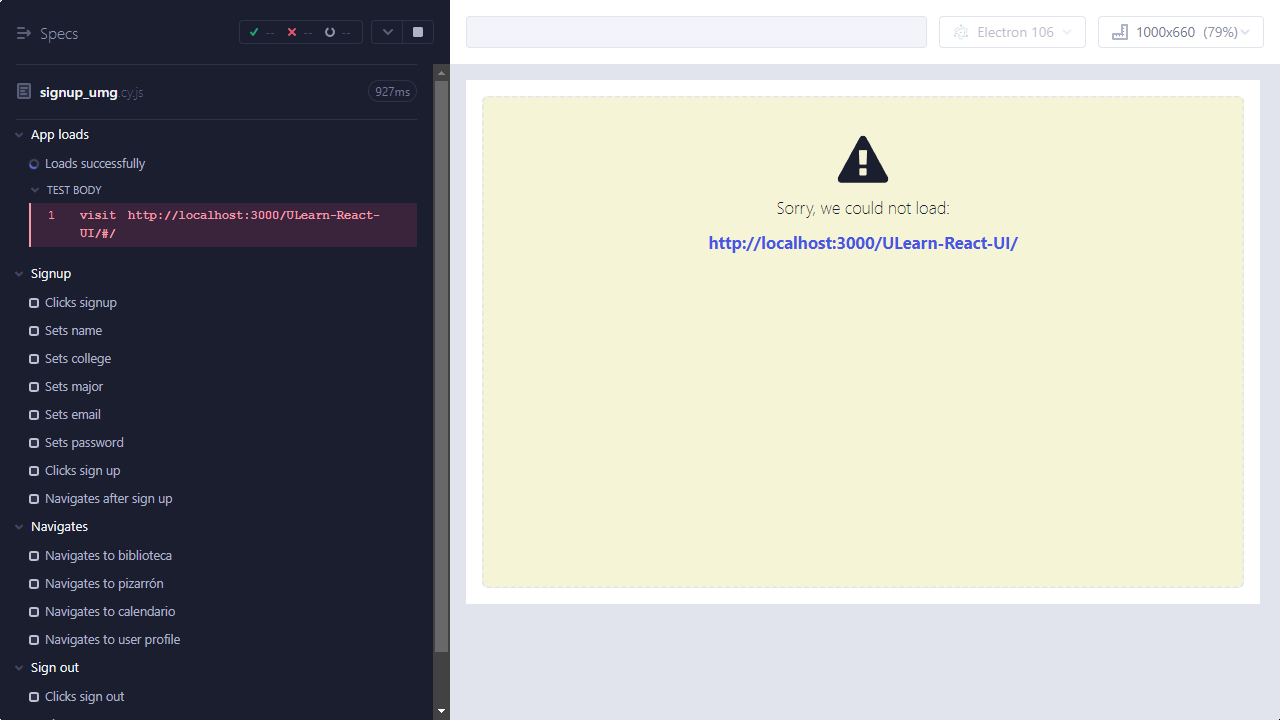 Specs
--
--
--
Electron 106
1000x660 (79%)
signup_umg.cy.js
927ms
App loads
Loads successfully
TEST BODY
1 visit http://localhost:3000/ULearn-React-
UI/#/
Signup
Clicks signup
Sets name
Sets college
Sets major
Sets email
Sets password
Clicks sign up
Navigates after sign up
Navigates
Navigates to biblioteca
Navigates to pizarrón
Navigates to calendario
Navigates to user profile
Sign out
Clicks sign out
Sorry, we could not load:
http://localhost:3000/ULearn-React-UI/